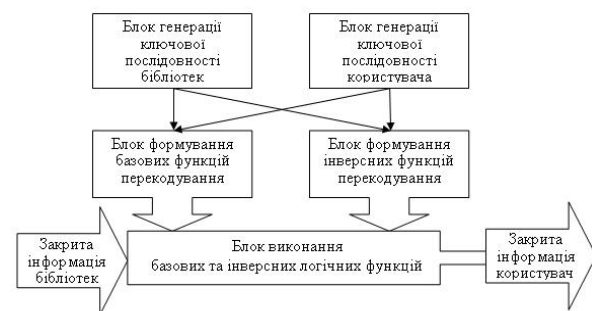 Блок генерації
ключової
послідовності
бібліотек
Блок генерації
ключової
послідовності
користувача
Блок формування
базових функцій
перекодування
Блок формування
інверсних функцій
перекодування
Закрита
інформація
бібліотек
Блок виконання
базових та інверсних логічних функцій
Закрита
інформація
користувач